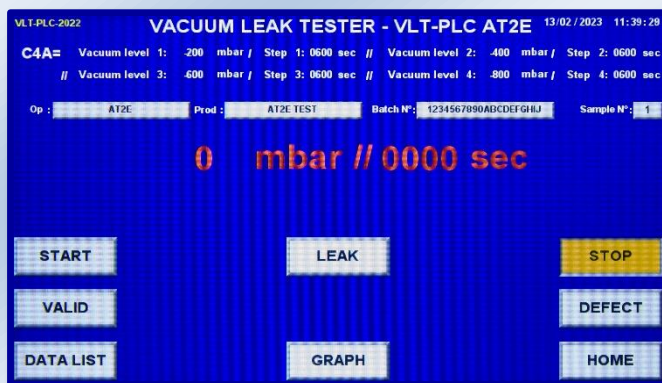 VLT-PLC-2022 VACUUM LEAK TESTER - VLT-PLC AT2E 13/02/2023 11:39:28
C4A= Vacuum level 1: -200 mbar / Step 1: 0600 sec // Vacuum level 2: -400 mbar / Step 2: 0600 sec
// Vacuum level 3: -600 mbar / Step 3: 0600 sec // Vacuum level 4: -800 mbar / Step 4: 0600 sec
Op : AT2E Prod : AT2E TEST Batch N°: 1234567890ABCDEFGHIJ Sample N°: 1
0 mbar // 0000 sec
START LEAK STOP
VALID DEFECT
DATA LIST GRAPH HOME